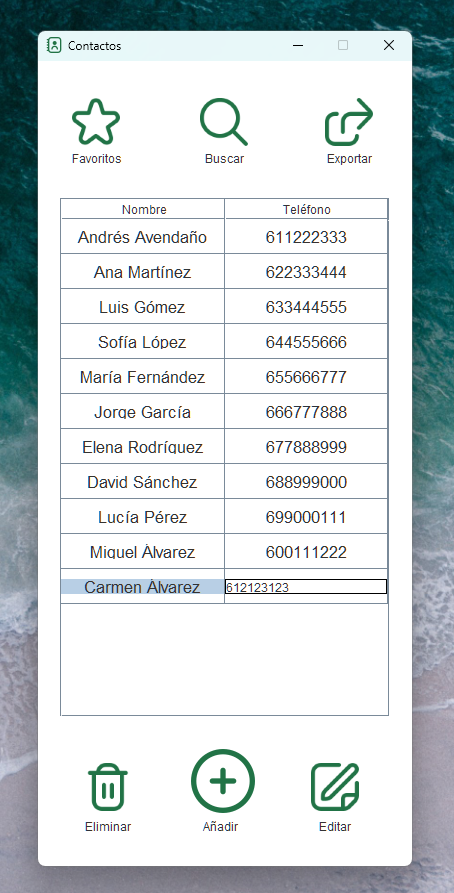 Contactos
Favoritos Buscar Exportar
Nombre Teléfono
Andrés Avendaño 611222333
Ana Martínez 622333444
Luis Gómez 633444555
Sofía López 644555666
María Fernández 655666777
Jorge García 666777888
Elena Rodríguez 677888999
David Sánchez 688999000
Lucía Pérez 699000111
Miguel Álvarez 600111222
Carmen Álvarez 612123123
Eliminar Añadir Editar